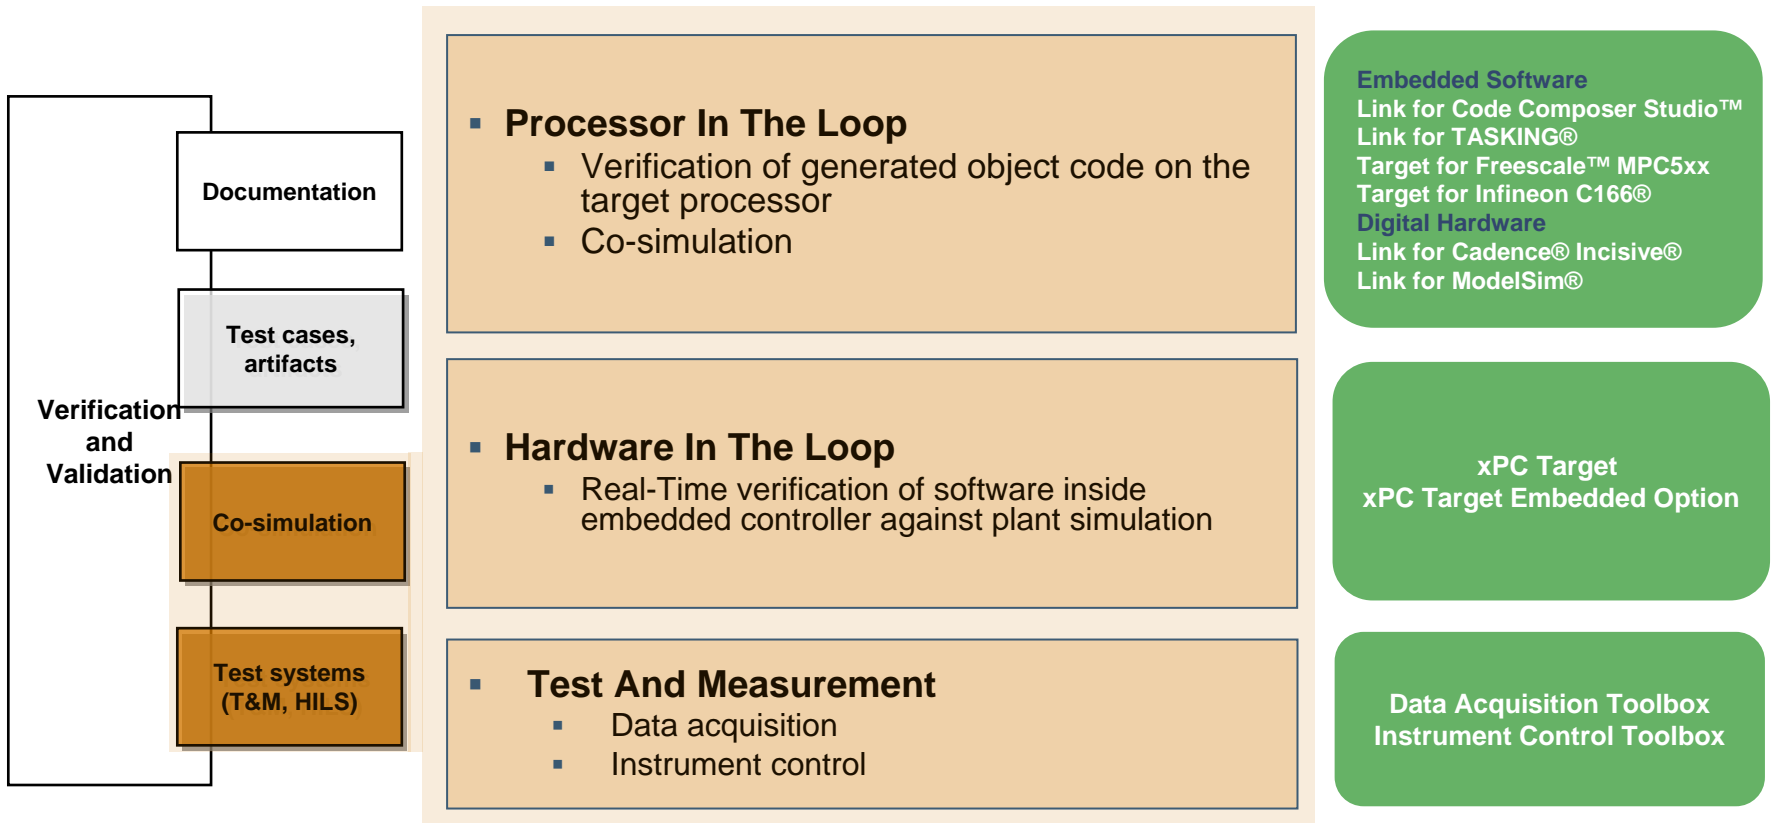 Verification
and
Validation
Documentation
Test cases,
artifacts
Co-simulation
Test systems
(T&M, HILS)
▪ Processor In The Loop
▪ Verification of generated object code on the
target processor
▪ Co-simulation
▪ Hardware In The Loop
▪ Real-Time verification of software inside
embedded controller against plant simulation
▪ Test And Measurement
▪ Data acquisition
▪ Instrument control
Embedded Software
Link for Code Composer Studio™
Link for TASKING®
Target for Freescale™ MPC5xx
Target for Infineon C166®
Digital Hardware
Link for Cadence® Incisive®
Link for ModelSim®
xPC Target
xPC Target Embedded Option
Data Acquisition Toolbox
Instrument Control Toolbox